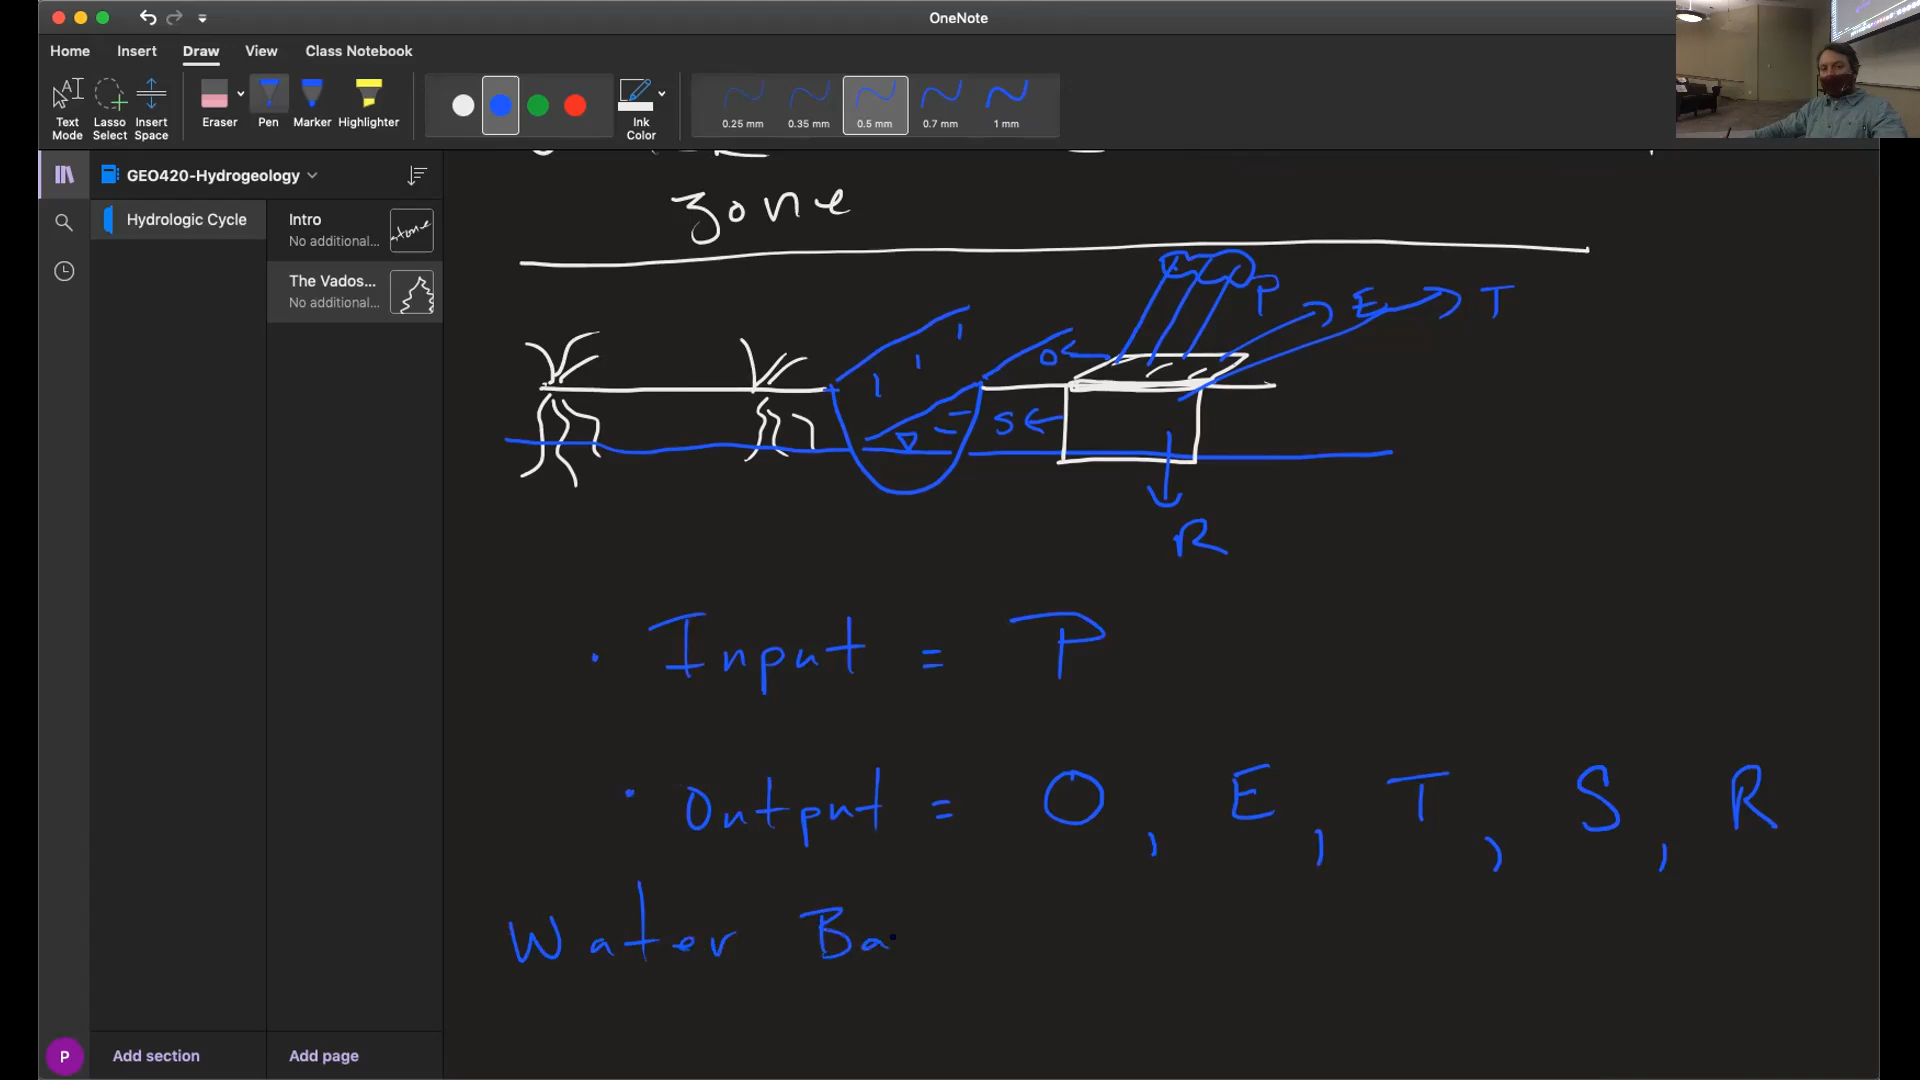 OneNote
Home Insert Draw View Class Notebook
Text Mode
Lasso Select
Insert Space
Eraser
Pen
Marker
Highlighter
Ink Color
0.25 mm
0.35 mm
0.5 mm
0.7 mm
1 mm
GEO420-Hydrogeology
Hydrologic Cycle
Intro
No additional...
The Vados...
No additional...
zone
P
E
T
O
S
R
. Input = P
. Output = O, E, T, S, R
Water Ba
P
Add section
Add page